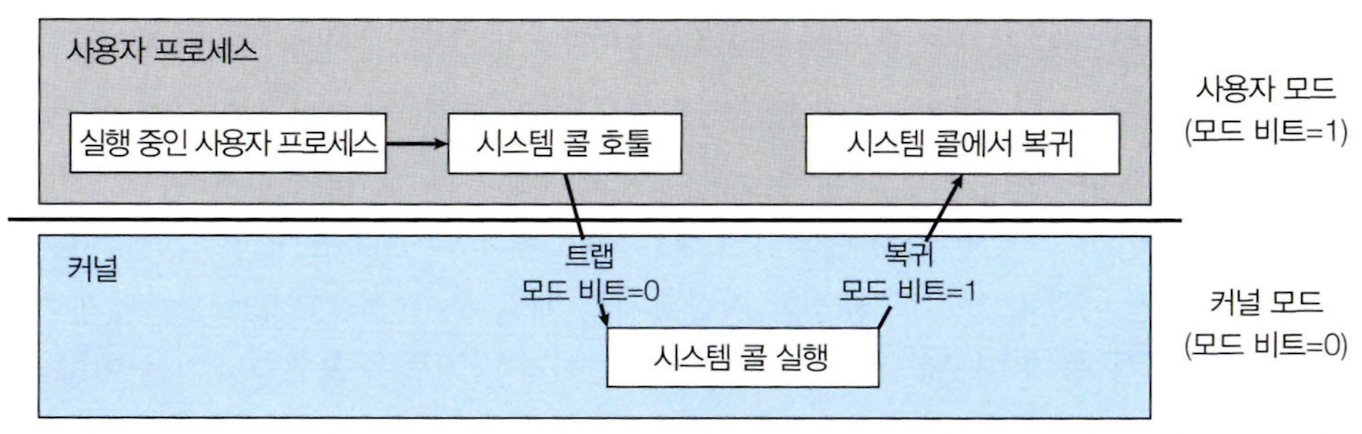 사용자 프로세스
실행 중인 사용자 프로세스
시스템 콜 호툴
시스템 콜에서 복귀
사용자 모드
(모드 비트=1)
커널
트랩
모드 비트=0
복귀
모드 비트=1
시스템 콜 실행
커널 모드
(모드 비트=0)